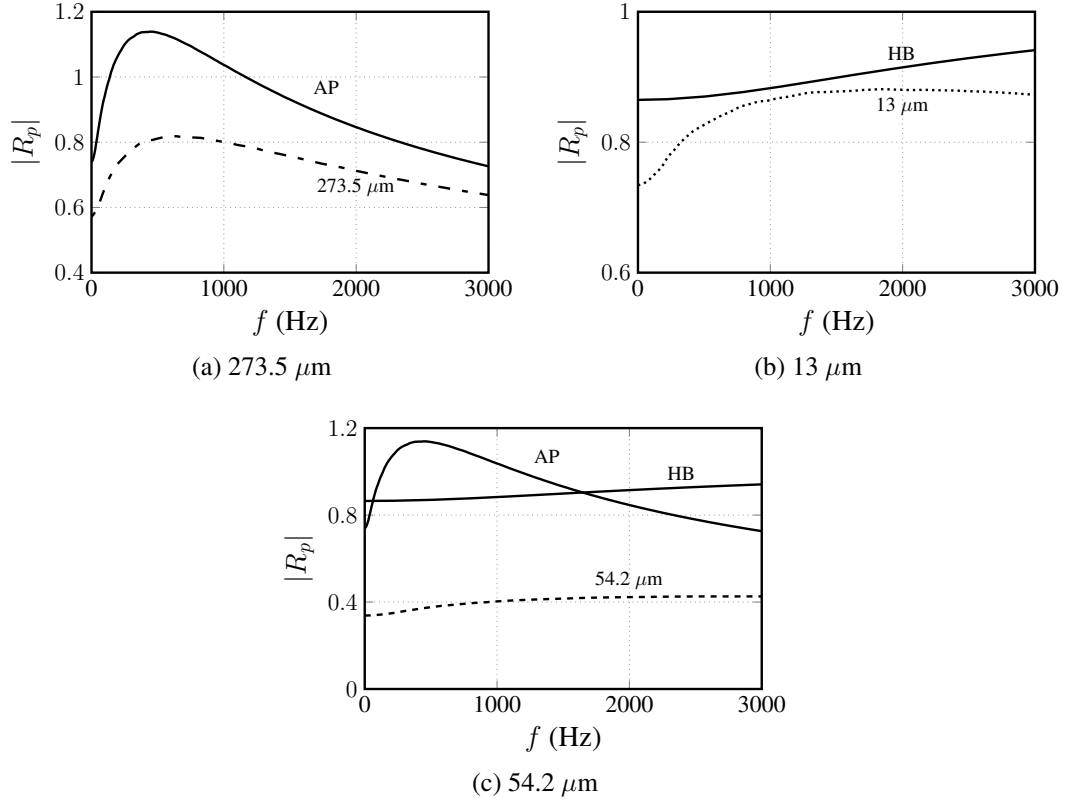 1.2
1
0.8
0.6
0.4
|R_p|
AP
273.5 μm
0
1000
2000
3000
f (Hz)
(a) 273.5 μm
1
0.8
0.6
|R_p|
HB
13 μm
0
1000
2000
3000
f (Hz)
(b) 13 μm
1.2
0.8
0.4
0
|R_p|
AP
HB
54.2 μm
0
1000
2000
3000
f (Hz)
(c) 54.2 μm